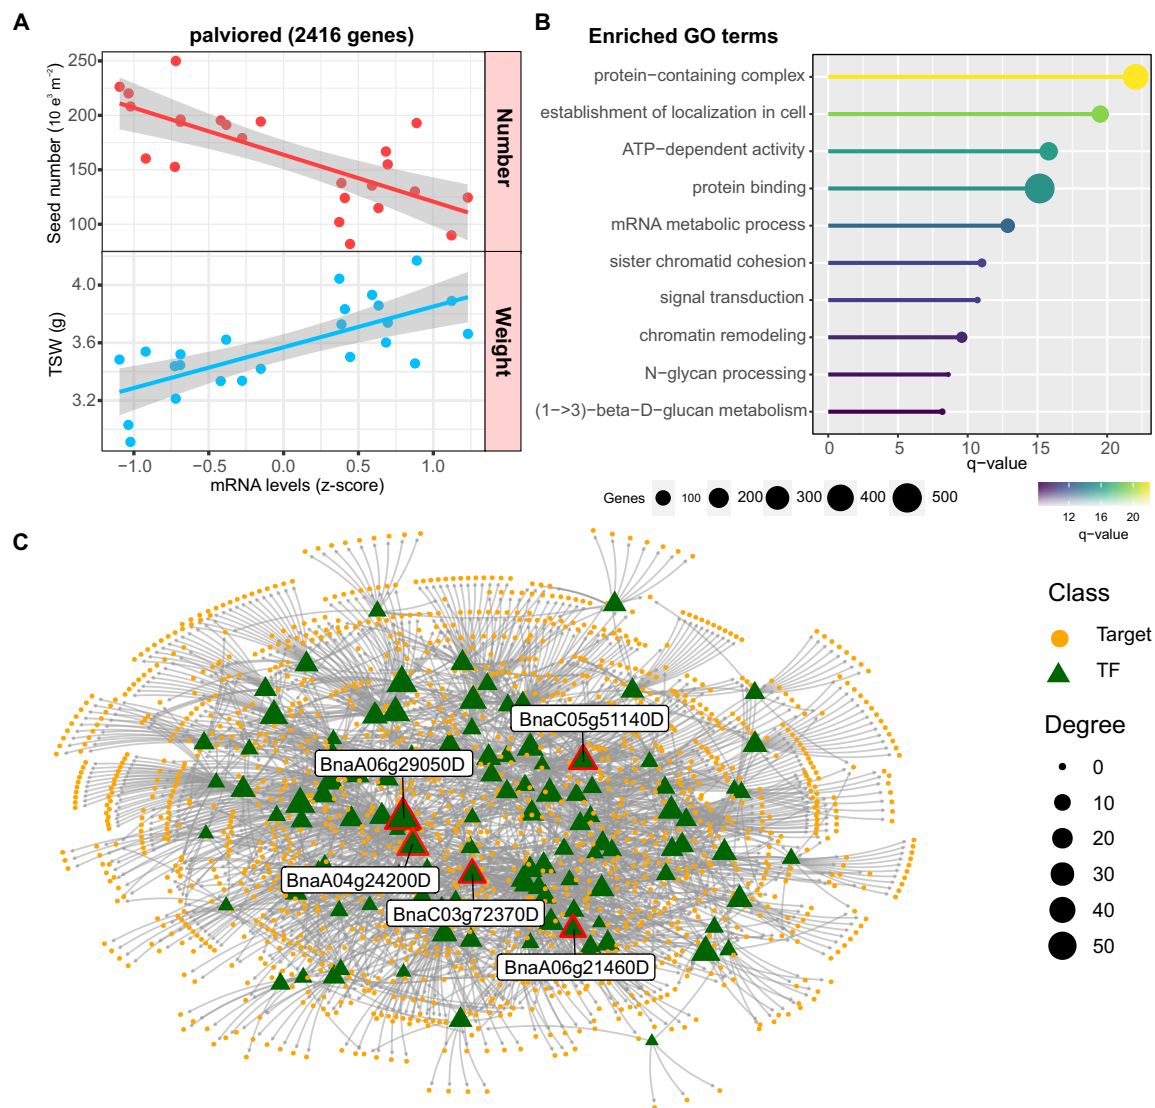 A
palviored (2416 genes)
250
200
150
100
Seed number (10 e³ m⁻²)
Number
4.0
3.6
3.2
TSW (g)
Weight
−1.0 −0.5 0.0 0.5 1.0
mRNA levels (z−score)
B
Enriched GO terms
protein−containing complex
establishment of localization in cell
ATP−dependent activity
protein binding
mRNA metabolic process
sister chromatid cohesion
signal transduction
chromatin remodeling
N−glycan processing
(1−>3)−beta−D−glucan metabolism
0 5 10 15 20
q−value
Genes 100 200 300 400 500
12 16 20
q−value
C
BnaC05g51140D
BnaA06g29050D
BnaA04g24200D
BnaC03g72370D
BnaA06g21460D
Class
Target
TF
Degree
0
10
20
30
40
50